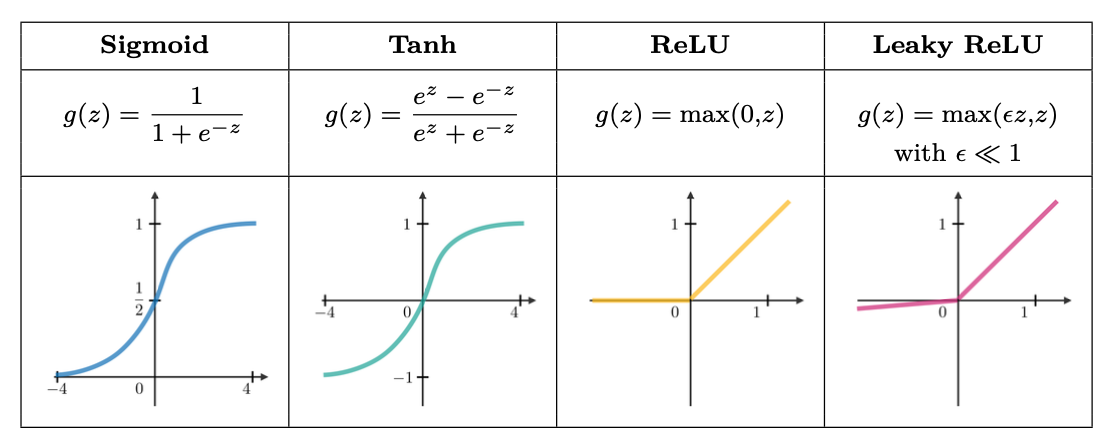 Sigmoid
Tanh
ReLU
Leaky ReLU
g(z) = 1 / (1 + e^{−z})
g(z) = (e^z − e^{−z}) / (e^z + e^{−z})
g(z) = max(0,z)
g(z) = max(ϵz,z)
with ϵ ≪ 1
1
1/2
−4
0
4
1
−4
0
4
−1
1
0
1
1
0
1